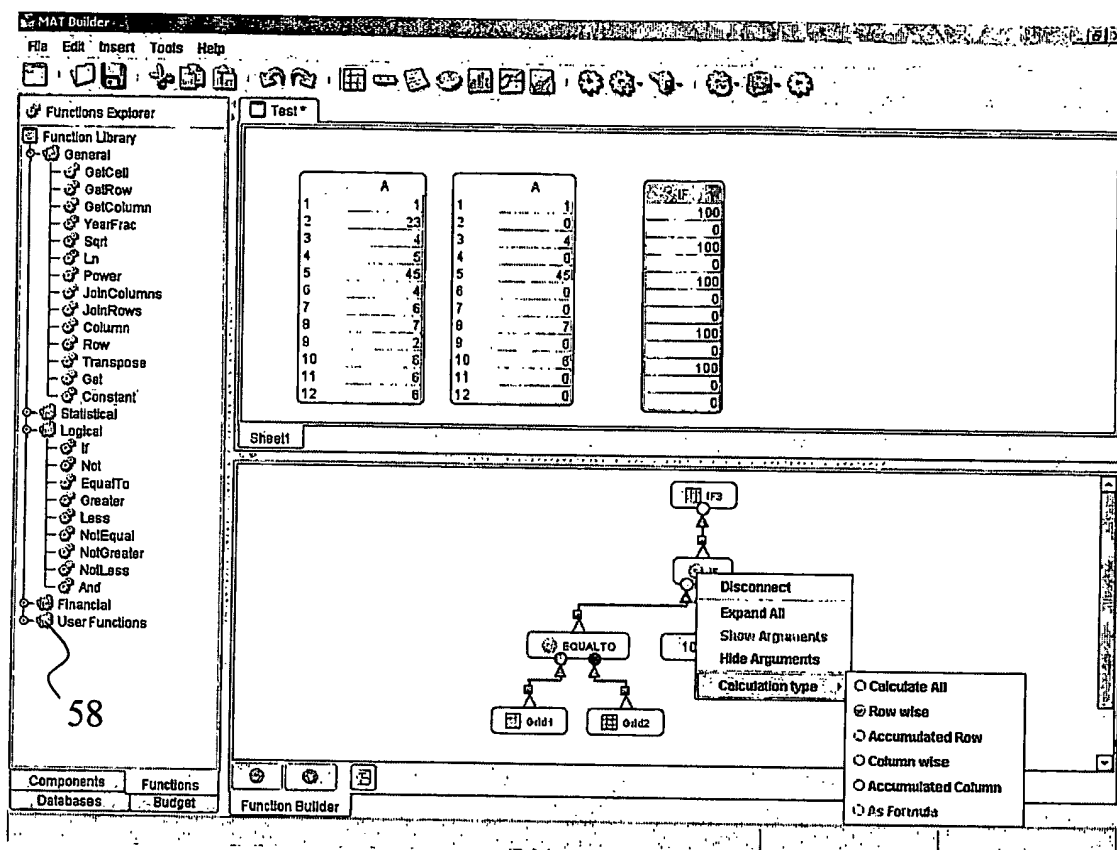 MAT Builder
File Edit Insert Tools Help
Functions Explorer
Function Library
General
GetCell
GetRow
GetColumn
YearFrac
Sqrt
Ln
Power
JoinColumns
JoinRows
Column
Row
Transpose
Get
Constant
Statistical
Logical
If
Not
EqualTo
Greater
Less
NotEqual
NotGreater
NotLess
And
Financial
User Functions
58
Components Functions
Databases Budget
Test *
A
1 1
2 23
3 4
4 5
5 45
6 4
7 6
8 7
9 2
10 6
11 6
12 6
A
1 1
2 0
3 4
4 0
5 45
6 0
7 0
8 7
9 0
10 6
11 0
12 0
IF
100
0
100
0
100
0
0
100
0
100
0
0
Sheet1
IF3
IF
EQUALTO
10
Grid1
Grid2
Disconnect
Expand All
Show Arguments
Hide Arguments
Calculation type
Calculate All
Row wise
Accumulated Row
Column wise
Accumulated Column
As Formula
Function Builder